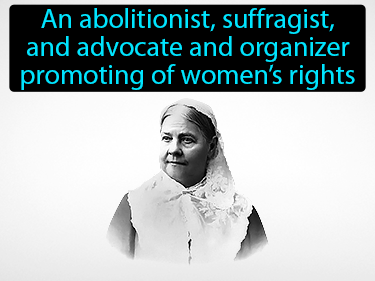 An abolitionist, suffragist,
and advocate and organizer
promoting of women's rights